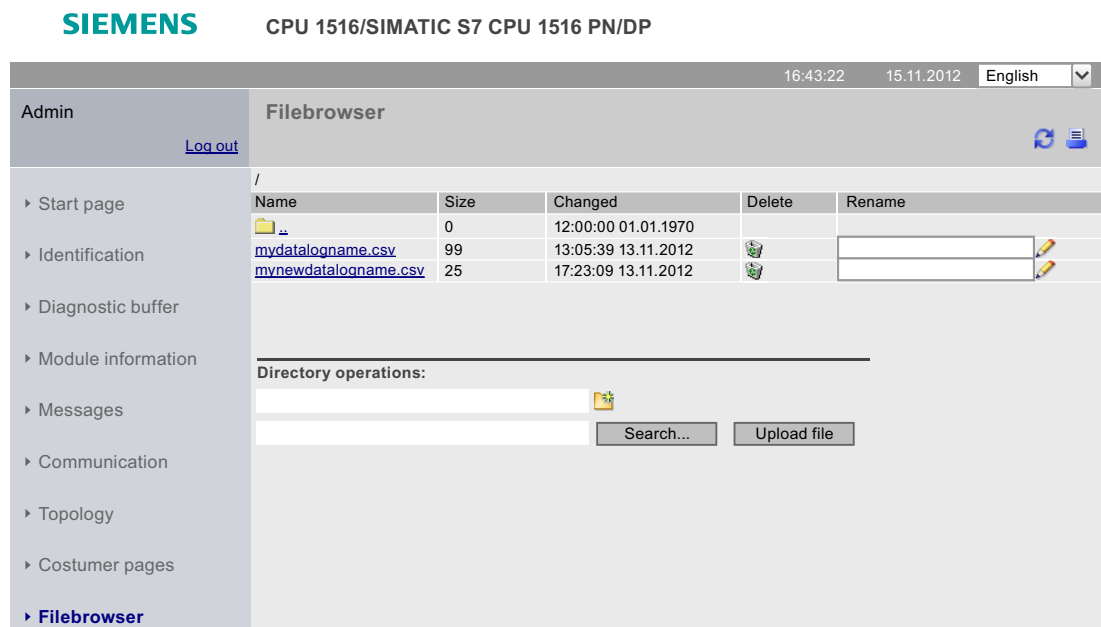 SIEMENS CPU 1516/SIMATIC S7 CPU 1516 PN/DP
16:43:22 15.11.2012 English
Admin
Log out
Filebrowser
Start page
Identification
Diagnostic buffer
Module information
Messages
Communication
Topology
Costumer pages
Filebrowser
/
Name Size Changed Delete Rename
.. 0 12:00:00 01.01.1970
mydatalogname.csv 99 13:05:39 13.11.2012
mynewdatalogname.csv 25 17:23:09 13.11.2012
Directory operations:
Search... Upload file